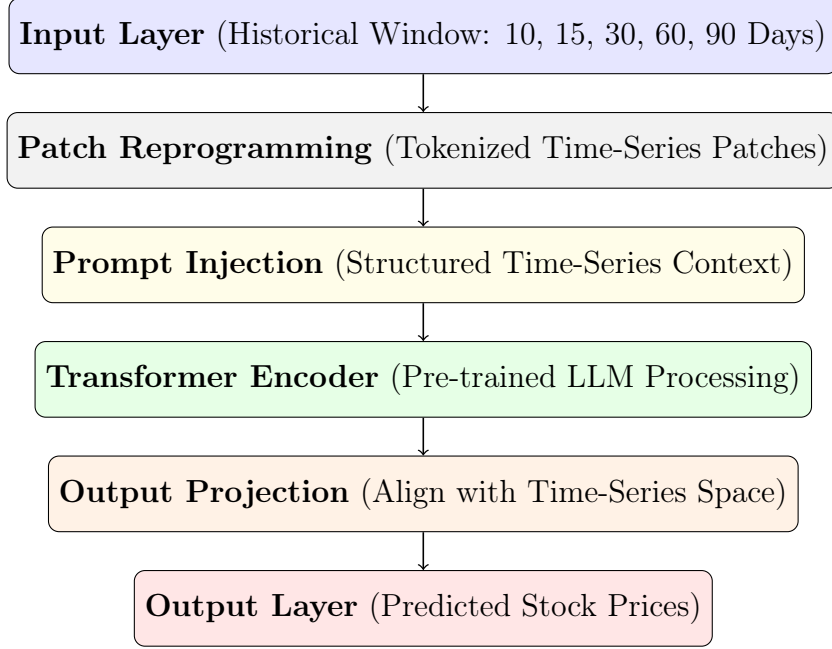 Input Layer (Historical Window: 10, 15, 30, 60, 90 Days)
Patch Reprogramming (Tokenized Time-Series Patches)
Prompt Injection (Structured Time-Series Context)
Transformer Encoder (Pre-trained LLM Processing)
Output Projection (Align with Time-Series Space)
Output Layer (Predicted Stock Prices)